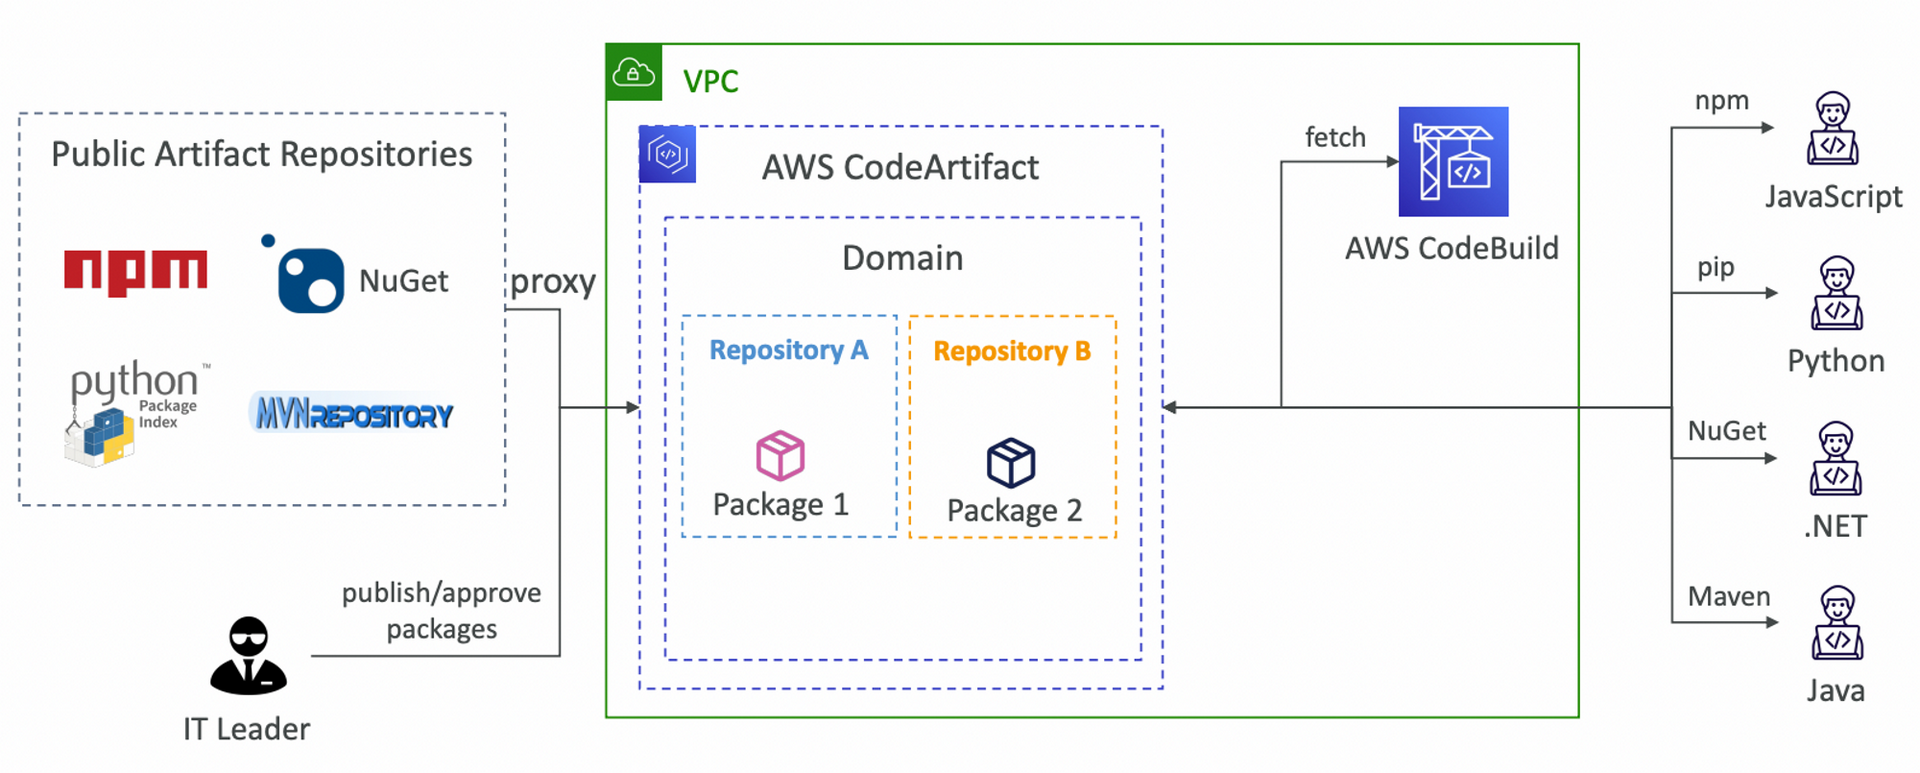 VPC
Public Artifact Repositories
npm
NuGet
python™
Package
Index
MVNREPOSITORY
proxy
IT Leader
publish/approve
packages
AWS CodeArtifact
Domain
Repository A
Package 1
Repository B
Package 2
fetch
</>
AWS CodeBuild
npm
JavaScript
pip
Python
NuGet
.NET
Maven
Java